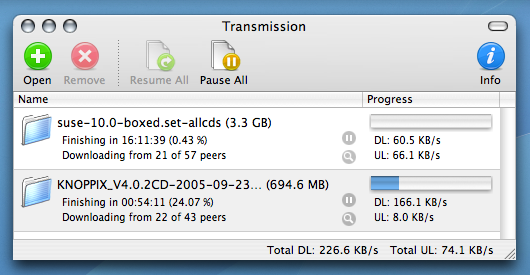 Transmission
Open Remove Resume All Pause All Info
Name Progress
suse-10.0-boxed.set-allcds (3.3 GB)
Finishing in 16:11:39 (0.43 %) DL: 60.5 KB/s
Downloading from 21 of 57 peers UL: 66.1 KB/s
KNOPPIX_V4.0.2CD-2005-09-23... (694.6 MB)
Finishing in 00:54:11 (24.07 %) DL: 166.1 KB/s
Downloading from 22 of 43 peers UL: 8.0 KB/s
Total DL: 226.6 KB/s Total UL: 74.1 KB/s